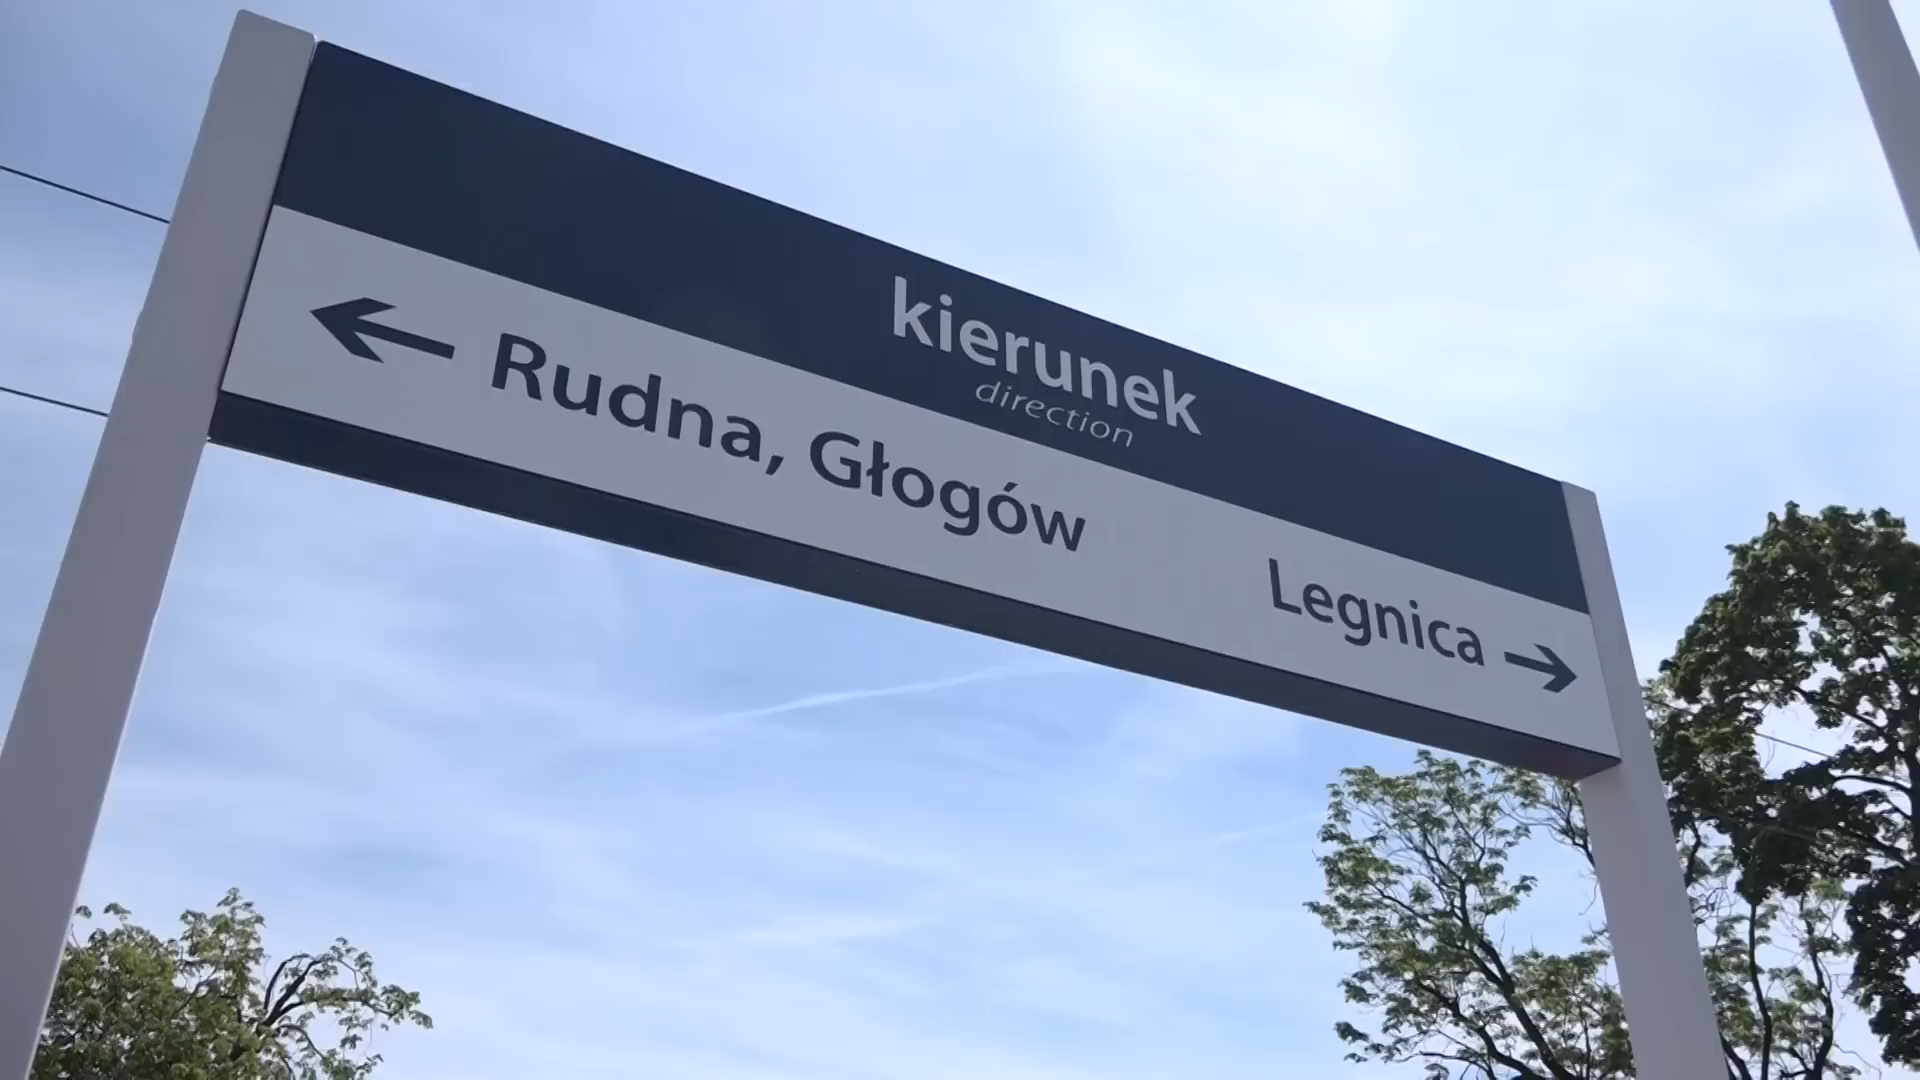 kierunek
direction
← Rudna, Głogów
Legnica →